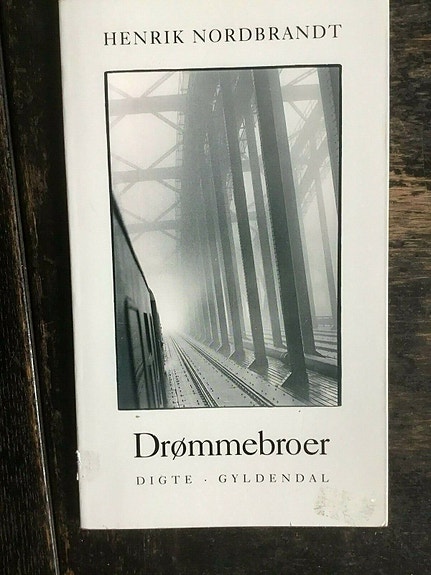 HENRIK NORDBRANDT
Drømmebroer
DIGTE · GYLDENDAL